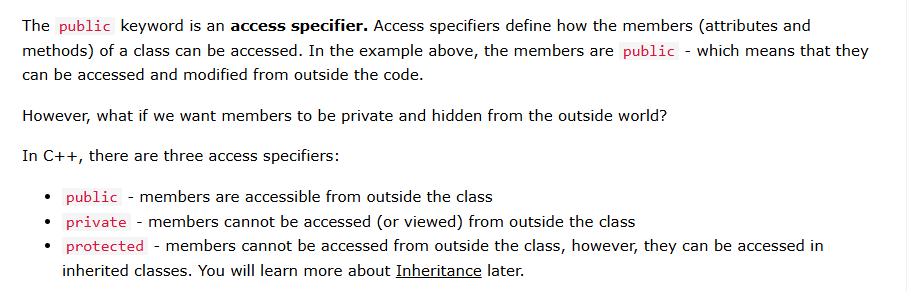 The public keyword is an access specifier. Access specifiers define how the members (attributes and
methods) of a class can be accessed. In the example above, the members are public - which means that they
can be accessed and modified from outside the code.
However, what if we want members to be private and hidden from the outside world?
In C++, there are three access specifiers:
• public - members are accessible from outside the class
• private - members cannot be accessed (or viewed) from outside the class
• protected - members cannot be accessed from outside the class, however, they can be accessed in
inherited classes. You will learn more about Inheritance later.